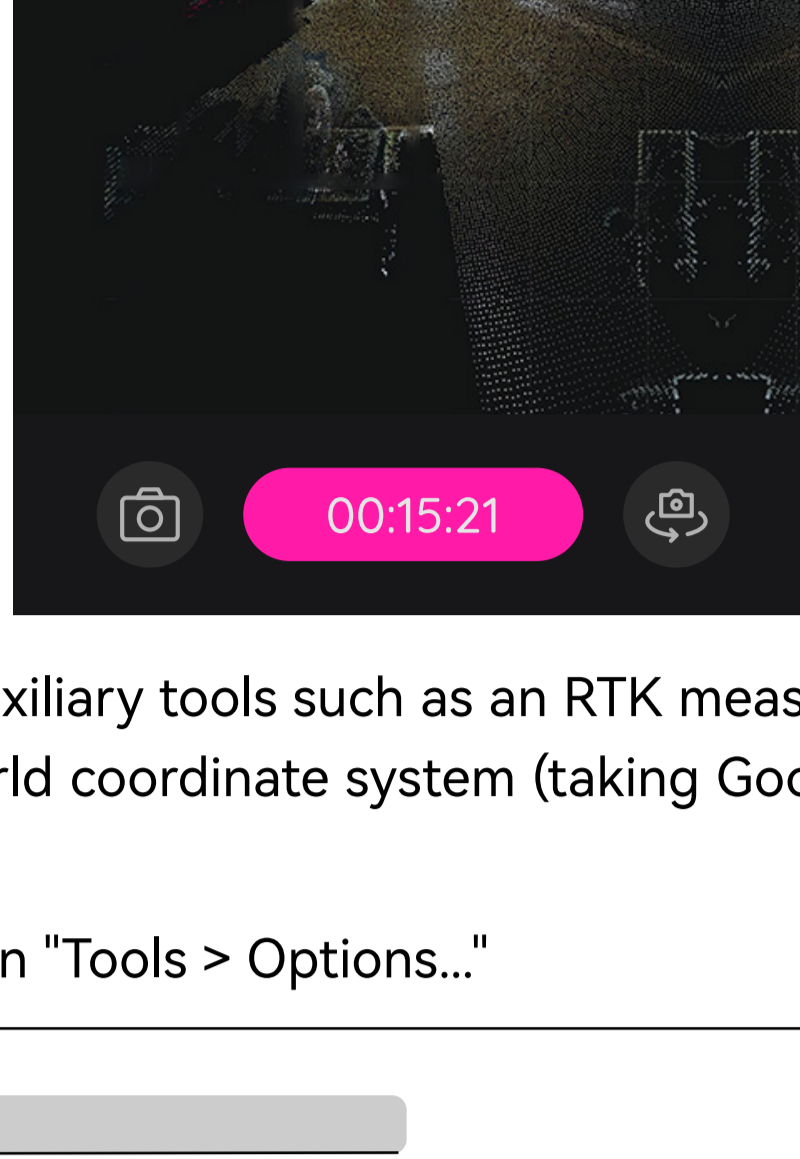 00:15:21
xiliary tools such as an RTK meas
rld coordinate system (taking Goo
n "Tools > Options..."